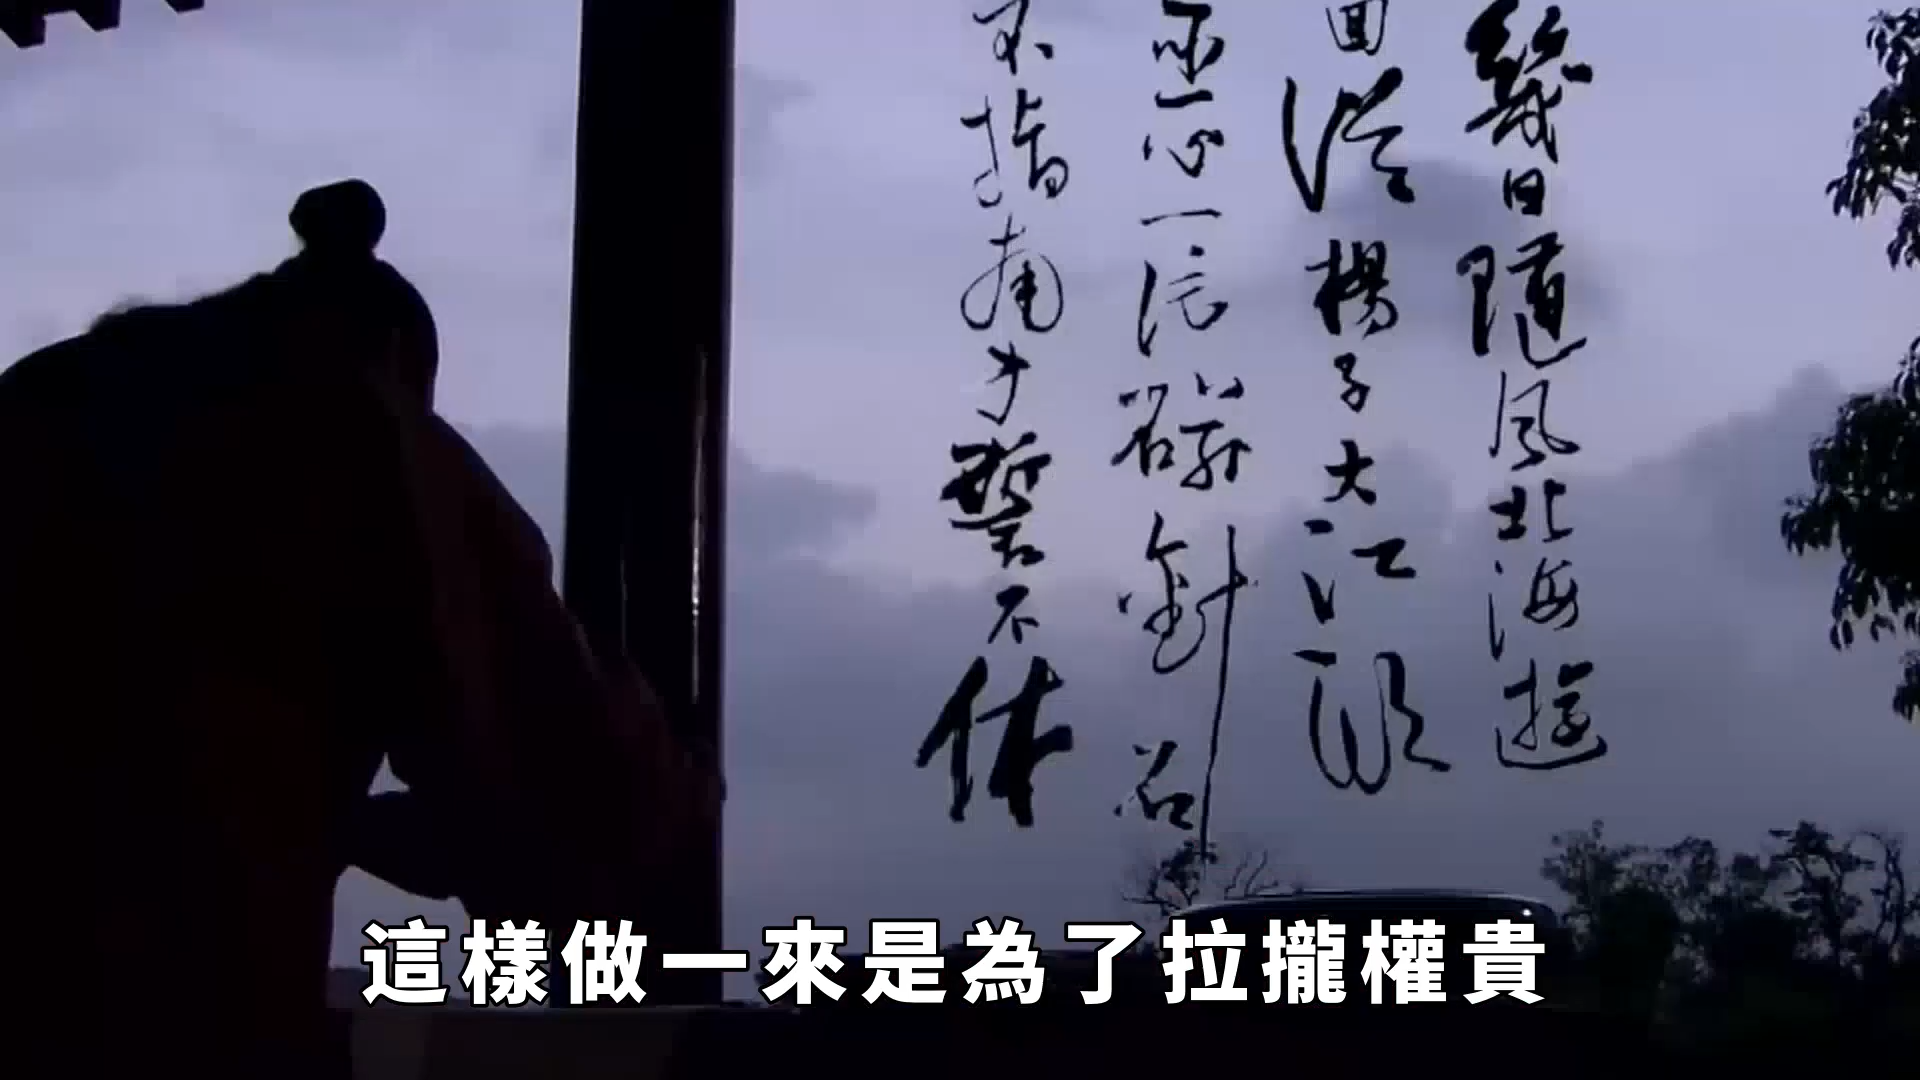 幾日隨風北海遊
回從楊子大江頭
臣心一片磁針石
不指南方誓不休
這樣做一來是為了拉攏權貴